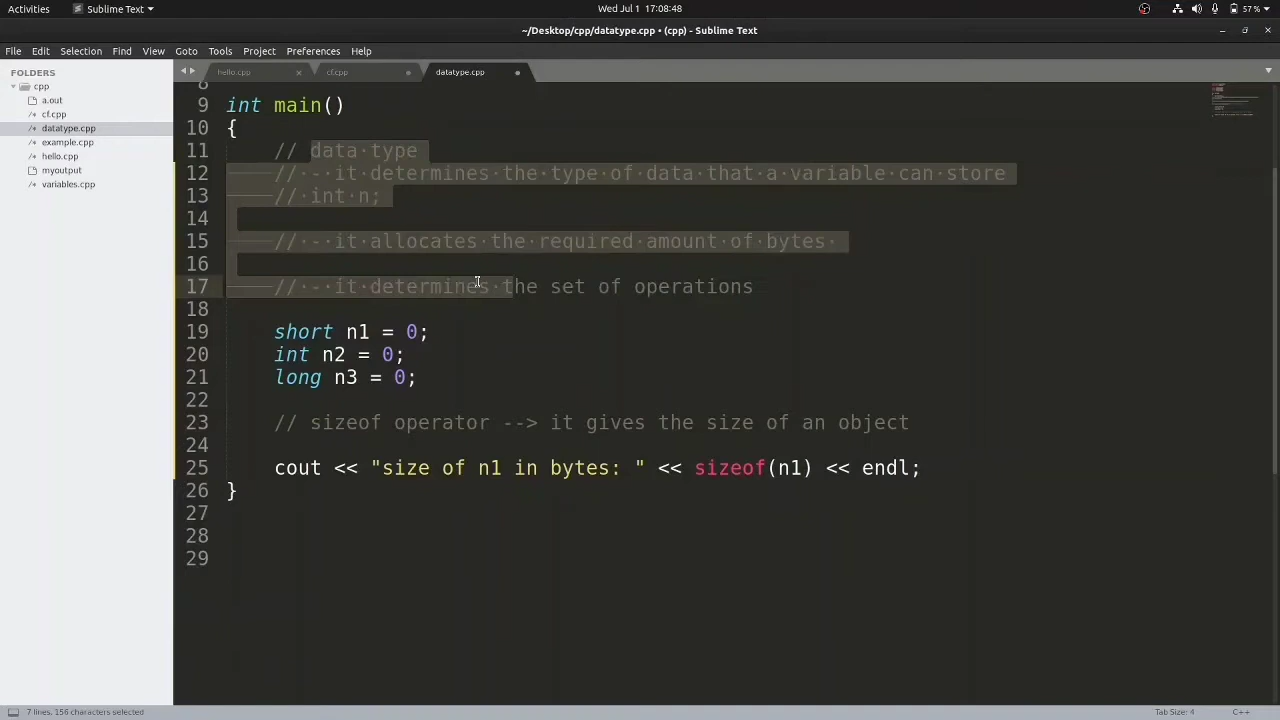 Activities
Sublime Text
Wed Jul 1 17:08:48
57 %
~/Desktop/cpp/datatype.cpp • (cpp) - Sublime Text
File Edit Selection Find View Goto Tools Project Preferences Help
FOLDERS
cpp
a.out
cf.cpp
datatype.cpp
example.cpp
hello.cpp
myoutput
variables.cpp
hello.cpp cf.cpp datatype.cpp
8
9 int main()
10 {
11 // data type
12 // - it determines the type of data that a variable can store
13 // int n;
14
15 // - it allocates the required amount of bytes
16
17 // - it determines the set of operations
18
19 short n1 = 0;
20 int n2 = 0;
21 long n3 = 0;
22
23 // sizeof operator --> it gives the size of an object
24
25 cout << "size of n1 in bytes: " << sizeof(n1) << endl;
26 }
27
28
29
7 lines, 156 characters selected
Tab Size: 4
C++